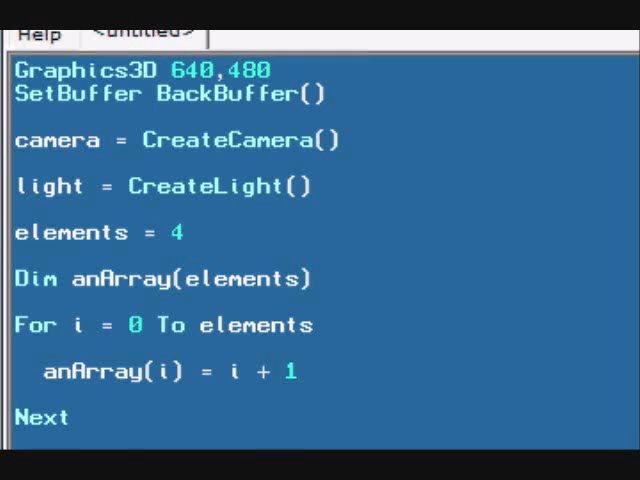 Help <untitled>
Graphics3D 640,480
SetBuffer BackBuffer()
camera = CreateCamera()
light = CreateLight()
elements = 4
Dim anArray(elements)
For i = 0 To elements
anArray(i) = i + 1
Next